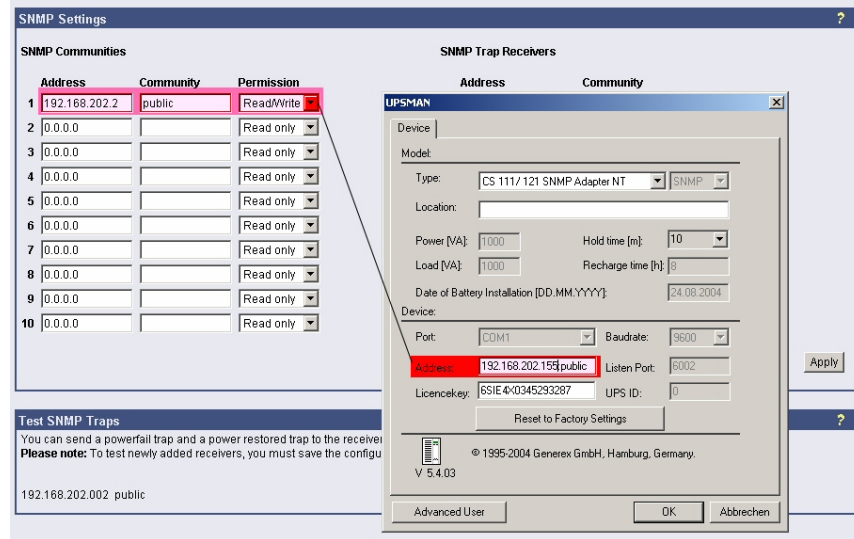 SNMP Settings ?
SNMP Communities
SNMP Trap Receivers
Address Community Permission
Address Community
1 192.168.202.2 public Read/Write
2 0.0.0.0 Read only
3 0.0.0.0 Read only
4 0.0.0.0 Read only
5 0.0.0.0 Read only
6 0.0.0.0 Read only
7 0.0.0.0 Read only
8 0.0.0.0 Read only
9 0.0.0.0 Read only
10 0.0.0.0 Read only
Apply
UPSMAN
Device
Model:
Type: CS 111/ 121 SNMP Adapter NT SNMP
Location:
Power [VA]: 1000 Hold time [m]: 10
Load [VA]: 1000 Recharge time [h]: 8
Date of Battery Installation [DD.MM.YYYY]: 24.08.2004
Device:
Port: COM1 Baudrate: 9600
Address: 192.168.202.155|public Listen Port: 6002
Licencekey: 6SIE4X0345293287 UPS ID: 0
Reset to Factory Settings
© 1995-2004 Generex GmbH, Hamburg, Germany.
V 5.4.03
Advanced User OK Abbrechen
Test SNMP Traps ?
You can send a powerfail trap and a power restored trap to the receiver
Please note: To test newly added receivers, you must save the configu
192.168.202.002 public